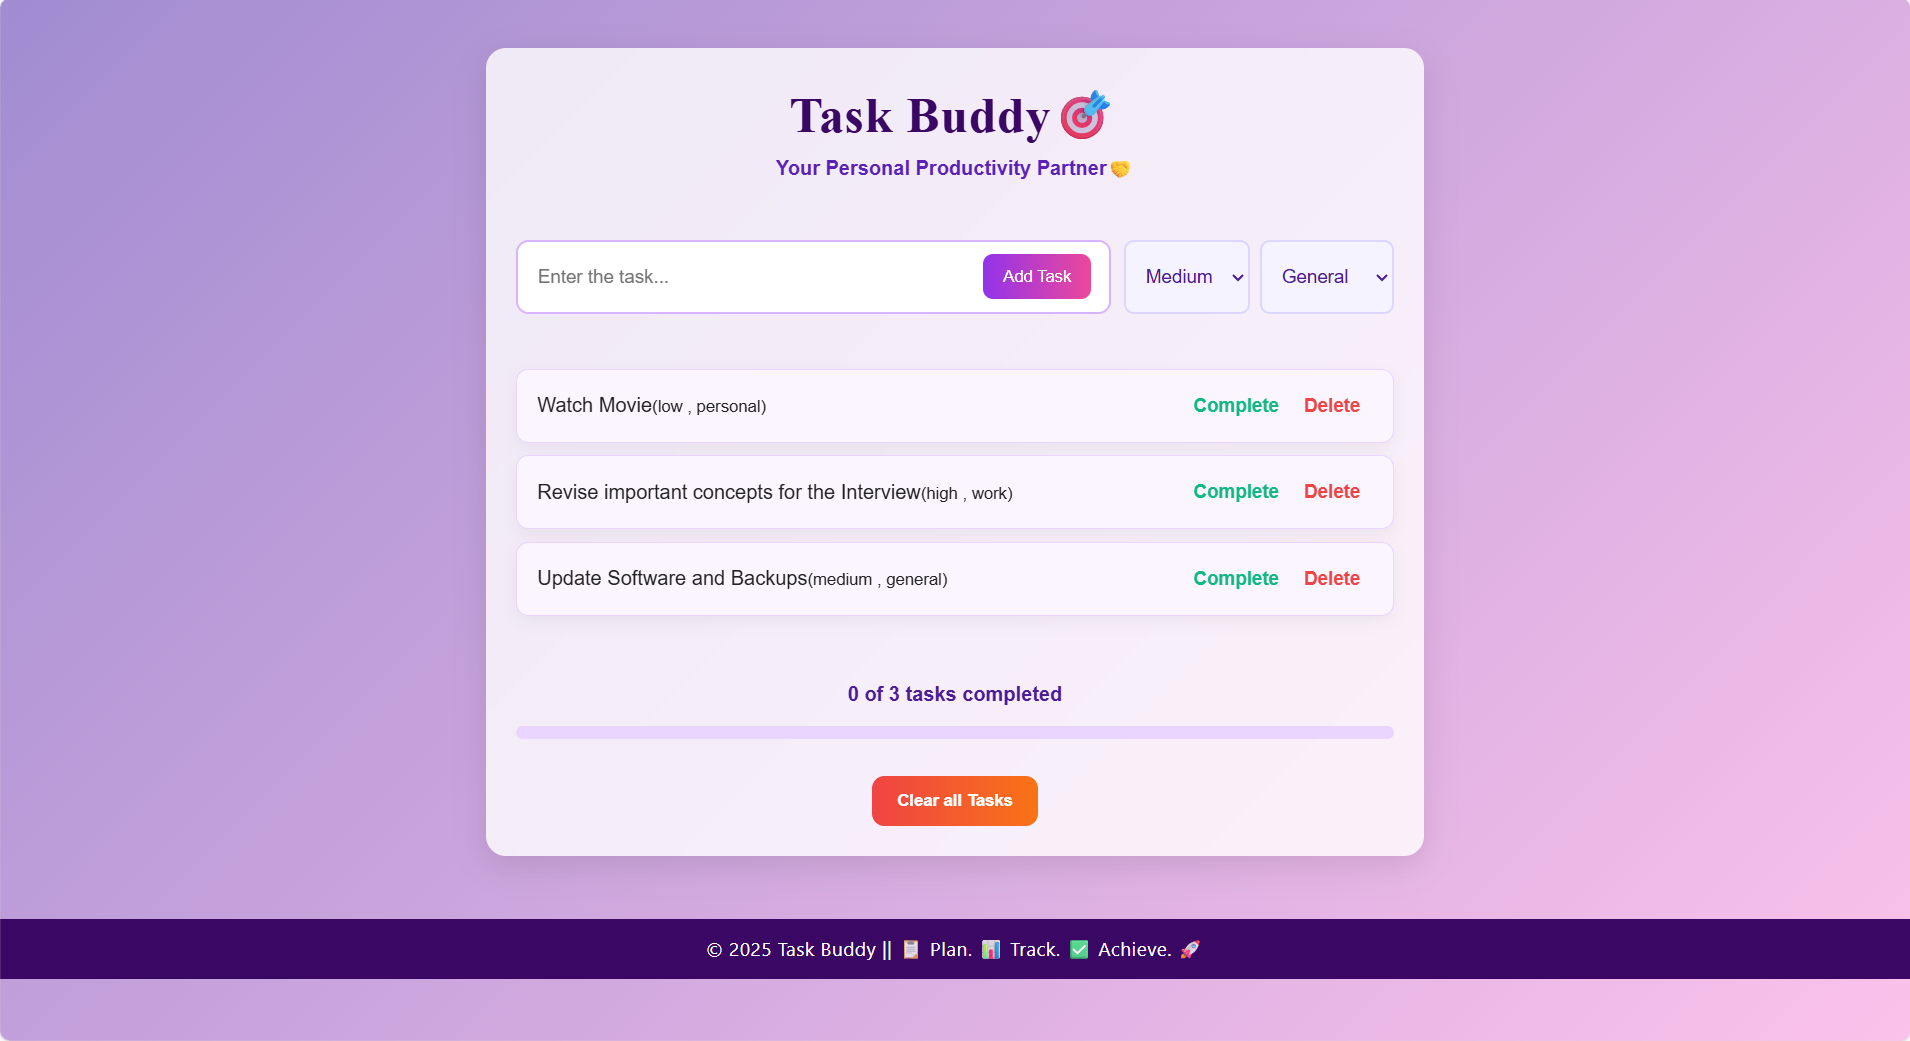 Task Buddy 🎯
Your Personal Productivity Partner🤝
Enter the task... Add Task Medium General
Watch Movie(low , personal) Complete Delete
Revise important concepts for the Interview(high , work) Complete Delete
Update Software and Backups(medium , general) Complete Delete
0 of 3 tasks completed
Clear all Tasks
© 2025 Task Buddy || 📋 Plan. 📊 Track. ✅ Achieve. 🚀